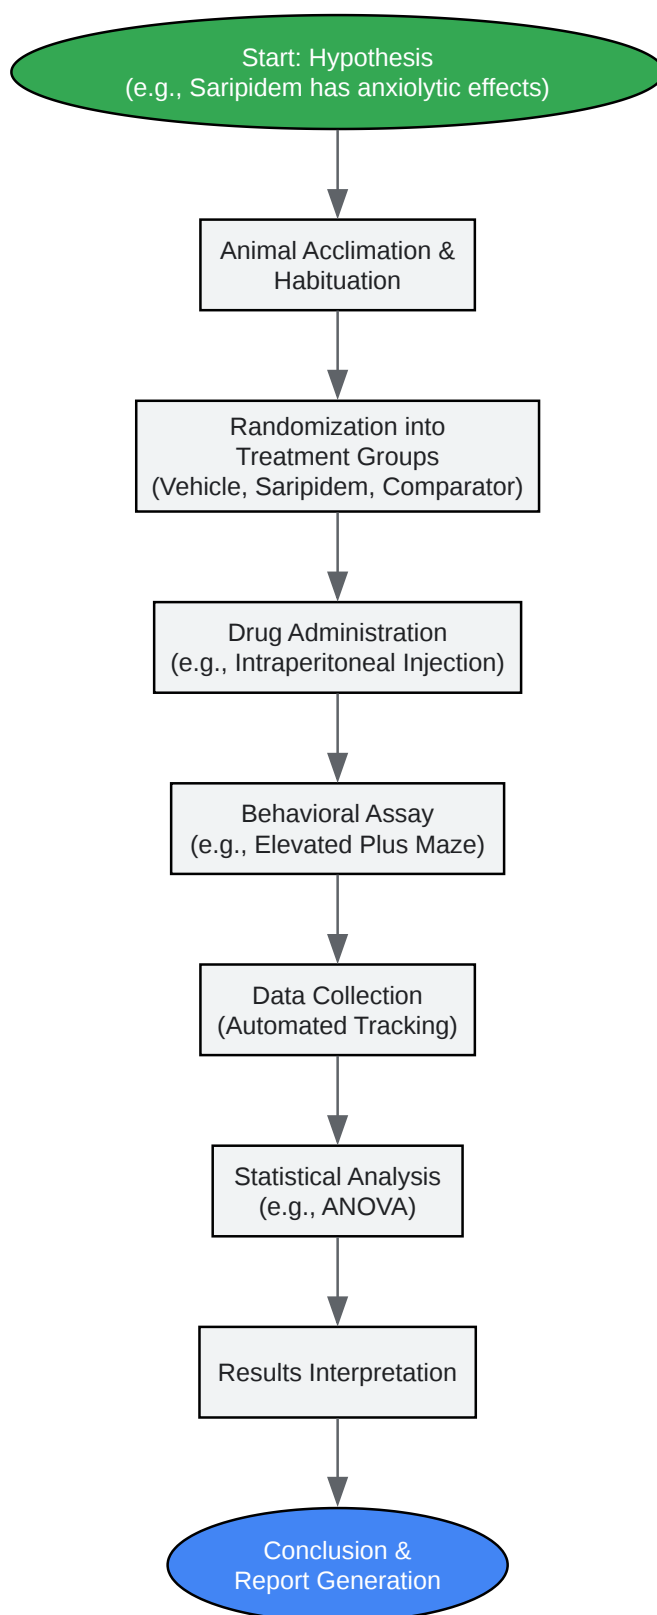 Start: Hypothesis
(e.g., Saripidem has anxiolytic effects)
Animal Acclimation &
Habituation
Randomization into
Treatment Groups
(Vehicle, Saripidem, Comparator)
Drug Administration
(e.g., Intraperitoneal Injection)
Behavioral Assay
(e.g., Elevated Plus Maze)
Data Collection
(Automated Tracking)
Statistical Analysis
(e.g., ANOVA)
Results Interpretation
Conclusion &
Report Generation